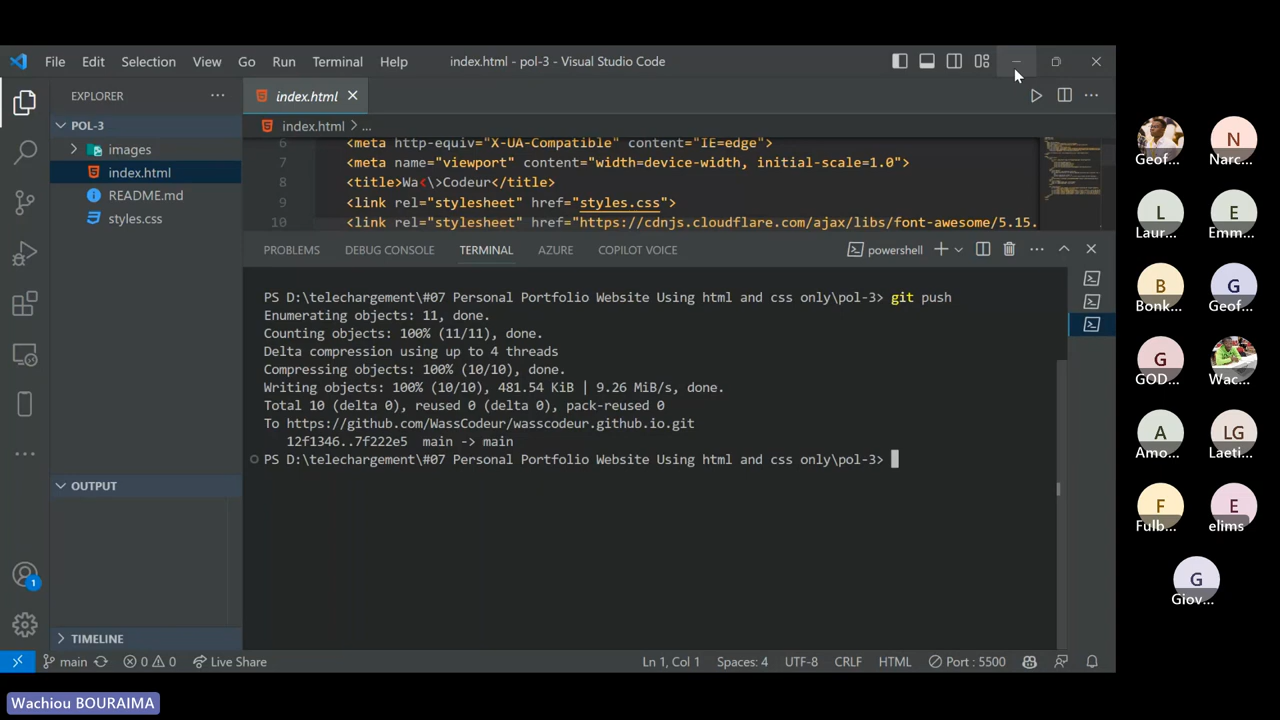 File Edit Selection View Go Run Terminal Help index.html - pol-3 - Visual Studio Code
EXPLORER
POL-3
images
index.html
README.md
styles.css
OUTPUT
TIMELINE
index.html
index.html > ...
6 <meta http-equiv="X-UA-Compatible" content="IE=edge">
7 <meta name="viewport" content="width=device-width, initial-scale=1.0">
8 <title>Wa<\>Codeur</title>
9 <link rel="stylesheet" href="styles.css">
10 <link rel="stylesheet" href="https://cdnjs.cloudflare.com/ajax/libs/font-awesome/5.15.
PROBLEMS DEBUG CONSOLE TERMINAL AZURE COPILOT VOICE powershell
PS D:\telechargement\#07 Personal Portfolio Website Using html and css only\pol-3> git push
Enumerating objects: 11, done.
Counting objects: 100% (11/11), done.
Delta compression using up to 4 threads
Compressing objects: 100% (10/10), done.
Writing objects: 100% (10/10), 481.54 KiB | 9.26 MiB/s, done.
Total 10 (delta 0), reused 0 (delta 0), pack-reused 0
To https://github.com/WassCodeur/wasscodeur.github.io.git
12f1346..7f222e5 main -> main
PS D:\telechargement\#07 Personal Portfolio Website Using html and css only\pol-3>
1
main 0 0 Live Share Ln 1, Col 1 Spaces: 4 UTF-8 CRLF HTML Port : 5500
Wachiou BOURAIMA
N
Geof... Narc...
L E
Laur... Emm...
B G
Bonk... Geof...
G
GOD... Wac...
A LG
Amo... Laeti...
F E
Fulb... elims
G
Giov...